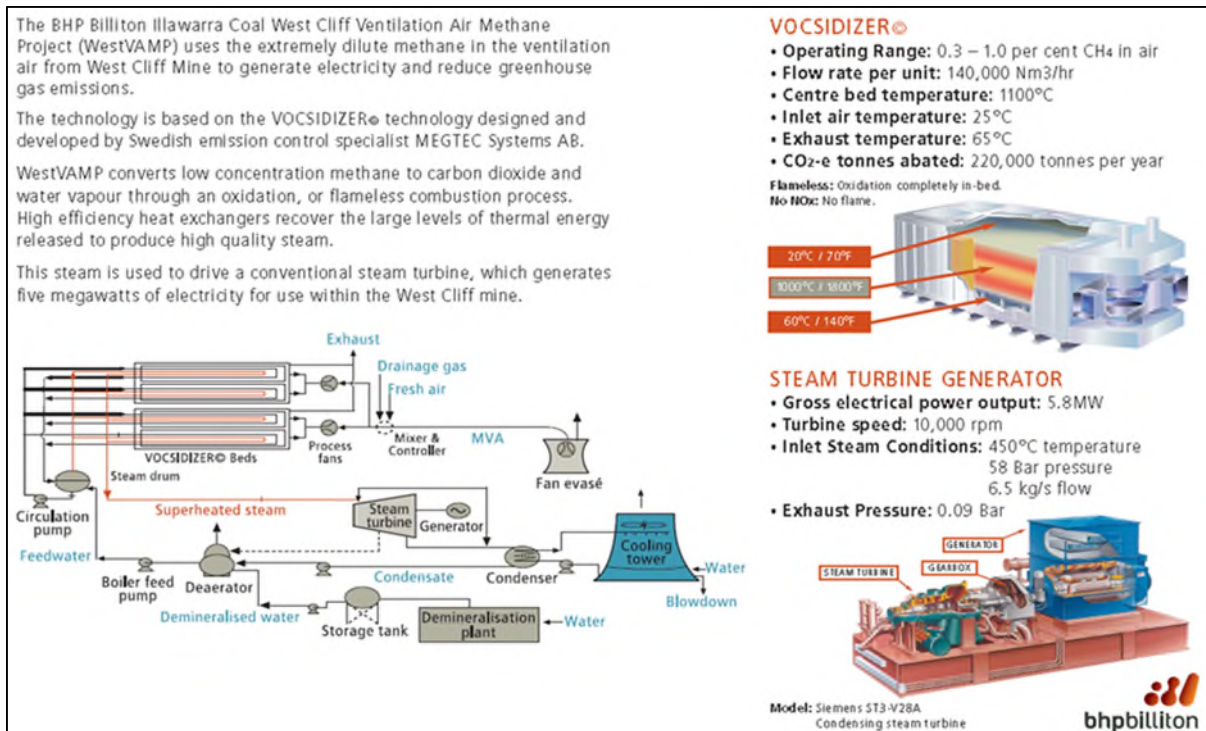 The BHP Billiton Illawarra Coal West Cliff Ventilation Air Methane
Project (WestVAMP) uses the extremely dilute methane in the ventilation
air from West Cliff Mine to generate electricity and reduce greenhouse
gas emissions.
The technology is based on the VOCSIDIZER© technology designed and
developed by Swedish emission control specialist MEGTEC Systems AB.
WestVAMP converts low concentration methane to carbon dioxide and
water vapour through an oxidation, or flameless combustion process.
High efficiency heat exchangers recover the large levels of thermal energy
released to produce high quality steam.
This steam is used to drive a conventional steam turbine, which generates
five megawatts of electricity for use within the West Cliff mine.
Exhaust
Drainage gas
Fresh air
MVA
Mixer &
Controller
Process
fans
VOCSIDIZER© Beds
Fan evasé
Steam drum
Circulation
pump
Superheated steam
Steam
turbine
Generator
Feedwater
Boiler feed
pump
Deaerator
Condensate
Condenser
Cooling
tower
Water
Blowdown
Demineralised water
Storage
tank
Demineralisation
plant
Water
VOCSIDIZER©
• Operating Range: 0.3 – 1.0 per cent CH4 in air
• Flow rate per unit: 140,000 Nm3/hr
• Centre bed temperature: 1100°C
• Inlet air temperature: 25°C
• Exhaust temperature: 65°C
• CO2-e tonnes abated: 220,000 tonnes per year
Flameless: Oxidation completely in-bed.
No NOx: No flame.
20°C / 70°F
1000°C / 1800°F
60°C / 140°F
STEAM TURBINE GENERATOR
• Gross electrical power output: 5.8MW
• Turbine speed: 10,000 rpm
• Inlet Steam Conditions: 450°C temperature
58 Bar pressure
6.5 kg/s flow
• Exhaust Pressure: 0.09 Bar
GENERATOR
GEARBOX
STEAM TURBINE
Model: Siemens ST3-V28A
Condensing steam turbine
bhpbilliton